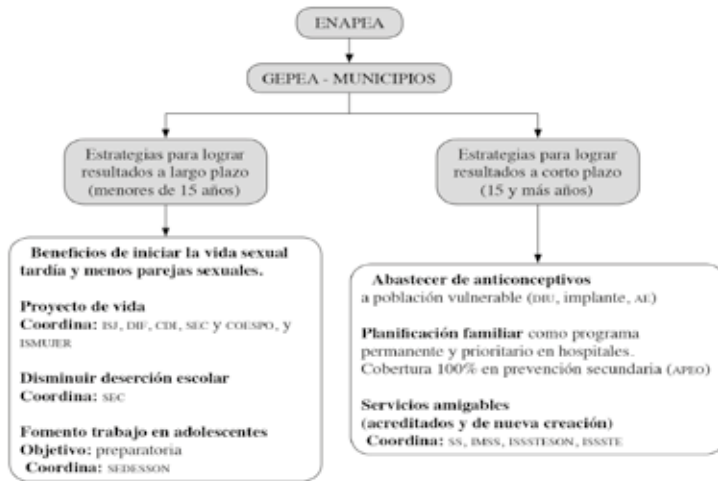 ENAPEA
GEPEA - MUNICIPIOS
Estrategias para lograr
resultados a largo plazo
(menores de 15 años)
Beneficios de iniciar la vida sexual
tardía y menos parejas sexuales.
Proyecto de vida
Coordina: ISJ, DIF, CDI, SEC y COESPO, y
ISMUJER
Disminuir deserción escolar
Coordina: SEC
Fomento trabajo en adolescentes
Objetivo: preparatoria
Coordina: SEDESSON
Estrategias para lograr
resultados a corto plazo
(15 y más años)
Abastecer de anticonceptivos
a población vulnerable (DIU, implante, AE)
Planificación familiar como programa
permanente y prioritario en hospitales.
Cobertura 100% en prevención secundaria (APEO)
Servicios amigables
(acreditados y de nueva creación)
Coordina: SS, IMSS, ISSSTESON, ISSSTE